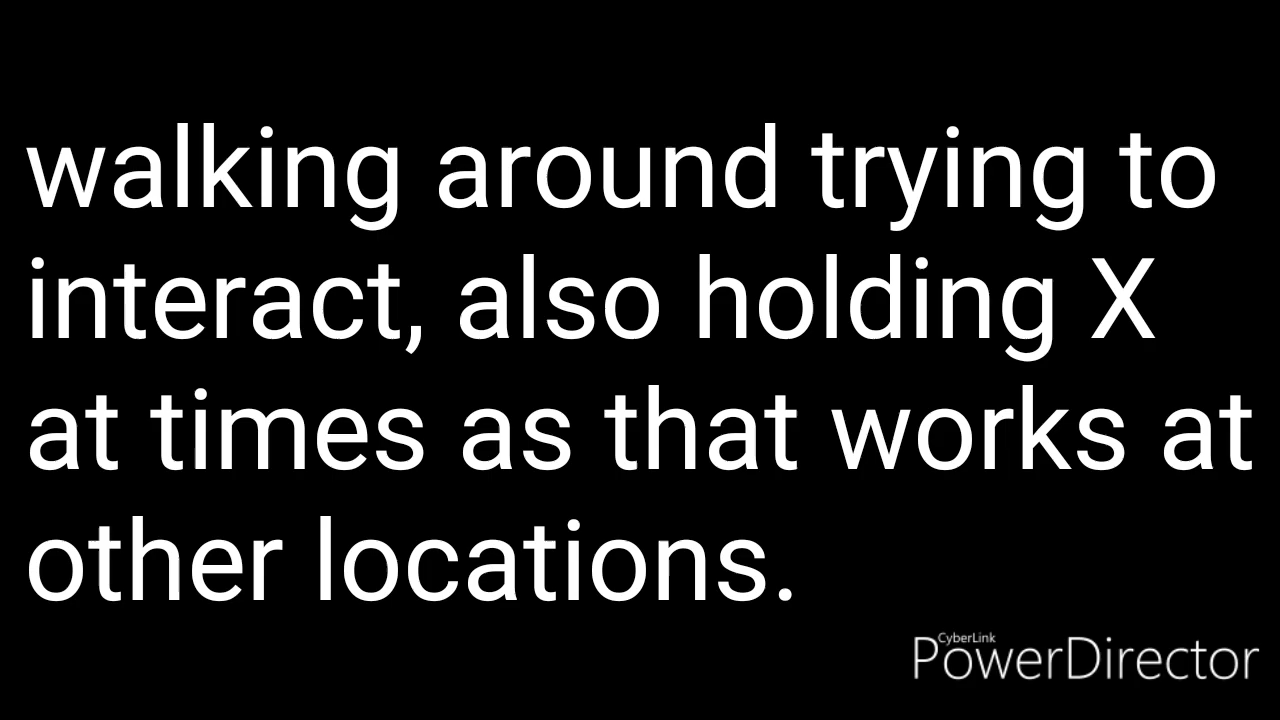 walking around trying to
interact, also holding X
at times as that works at
other locations.
CyberLink
PowerDirector